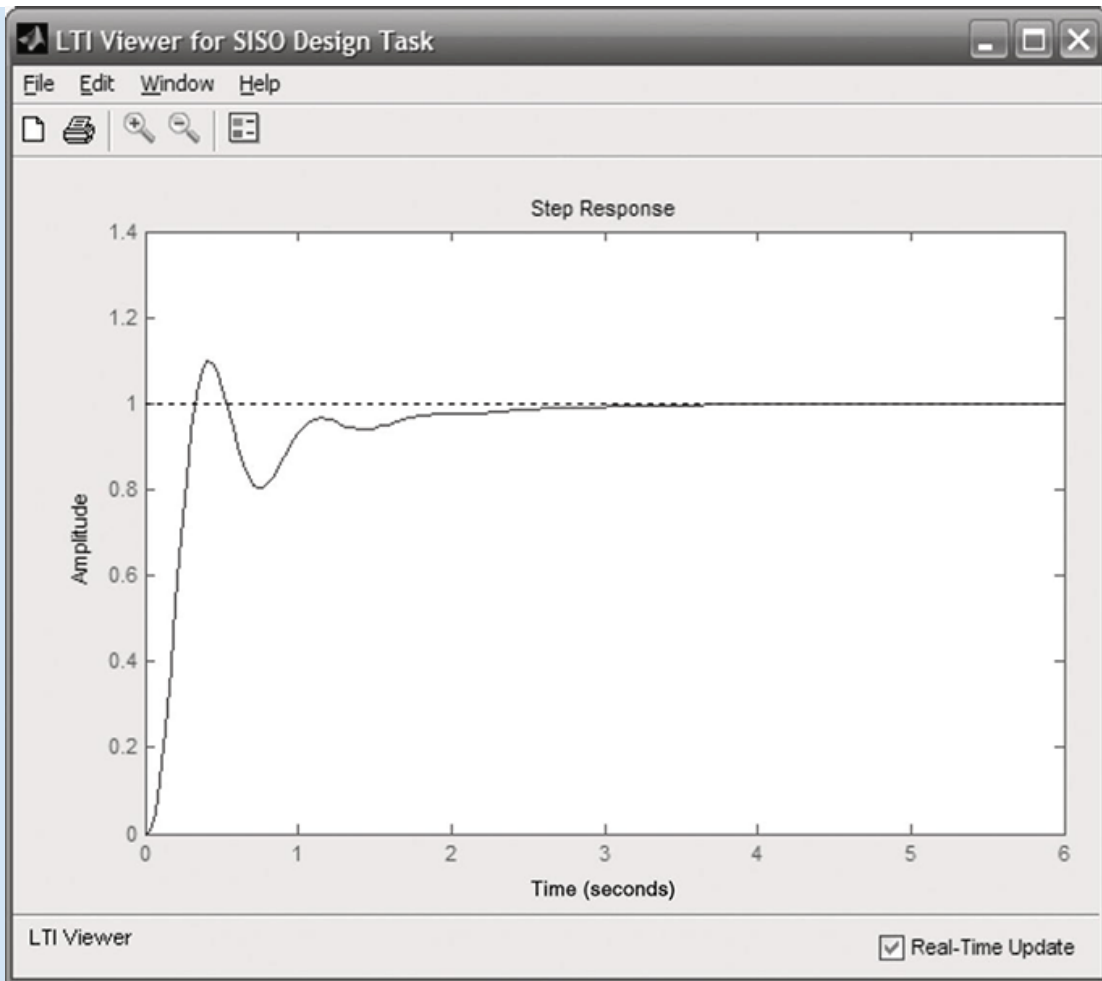 LTI Viewer for SISO Design Task
File Edit Window Help
Step Response
1.4
1.2
1
0.8
0.6
0.4
0.2
0
Amplitude
0 1 2 3 4 5 6
Time (seconds)
LTI Viewer
Real-Time Update